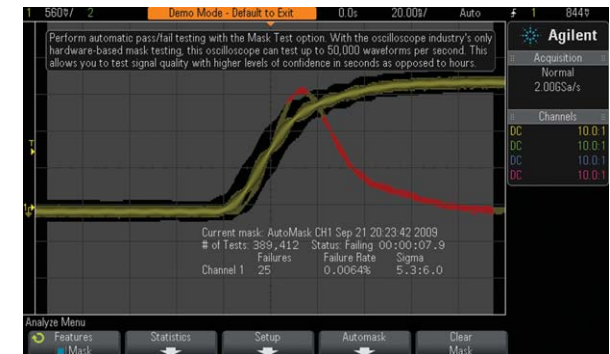 1 560▽/ 2 Demo Mode - Default to Exit 0.0s 20.00▽/ Auto 1 844▽
Perform automatic pass/fail testing with the Mask Test option. With the oscilloscope industry's only
hardware-based mask testing, this oscilloscope can test up to 50,000 waveforms per second. This
allows you to test signal quality with higher levels of confidence in seconds as opposed to hours.
Agilent
Acquisition
Normal
2.00GSa/s
Channels
DC 10.0:1
DC 10.0:1
DC 10.0:1
DC 10.0:1
T
1
Current mask: AutoMask CH1 Sep 21 20:23:42 2009
# of Tests: 389,412 Status: Failing 00:00:07.9
Failures Failure Rate Sigma
Channel 1 25 0.0064% 5.3:6.0
Analyze Menu
Features Statistics Setup Automask Clear
Mask Mask